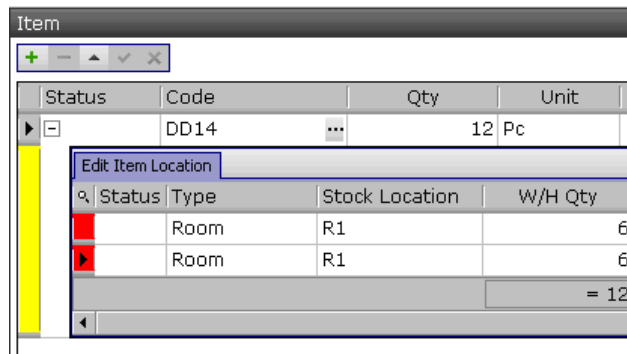 Item
Status Code Qty Unit
DD14 ... 12 Pc
Edit Item Location
Status Type Stock Location W/H Qty
Room R1 6
Room R1 6
= 12